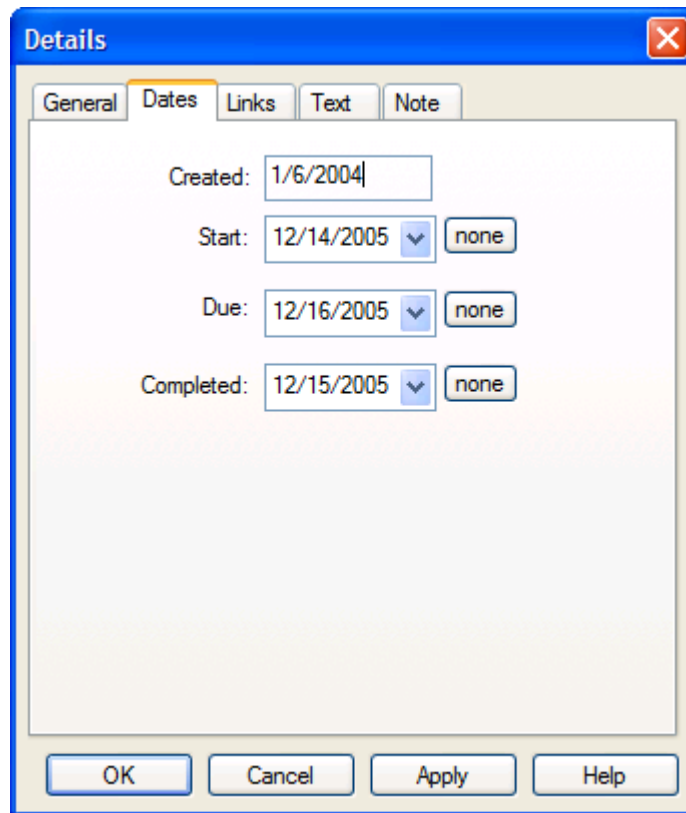 Details
General Dates Links Text Note
Created: 1/6/2004
Start: 12/14/2005 none
Due: 12/16/2005 none
Completed: 12/15/2005 none
OK Cancel Apply Help